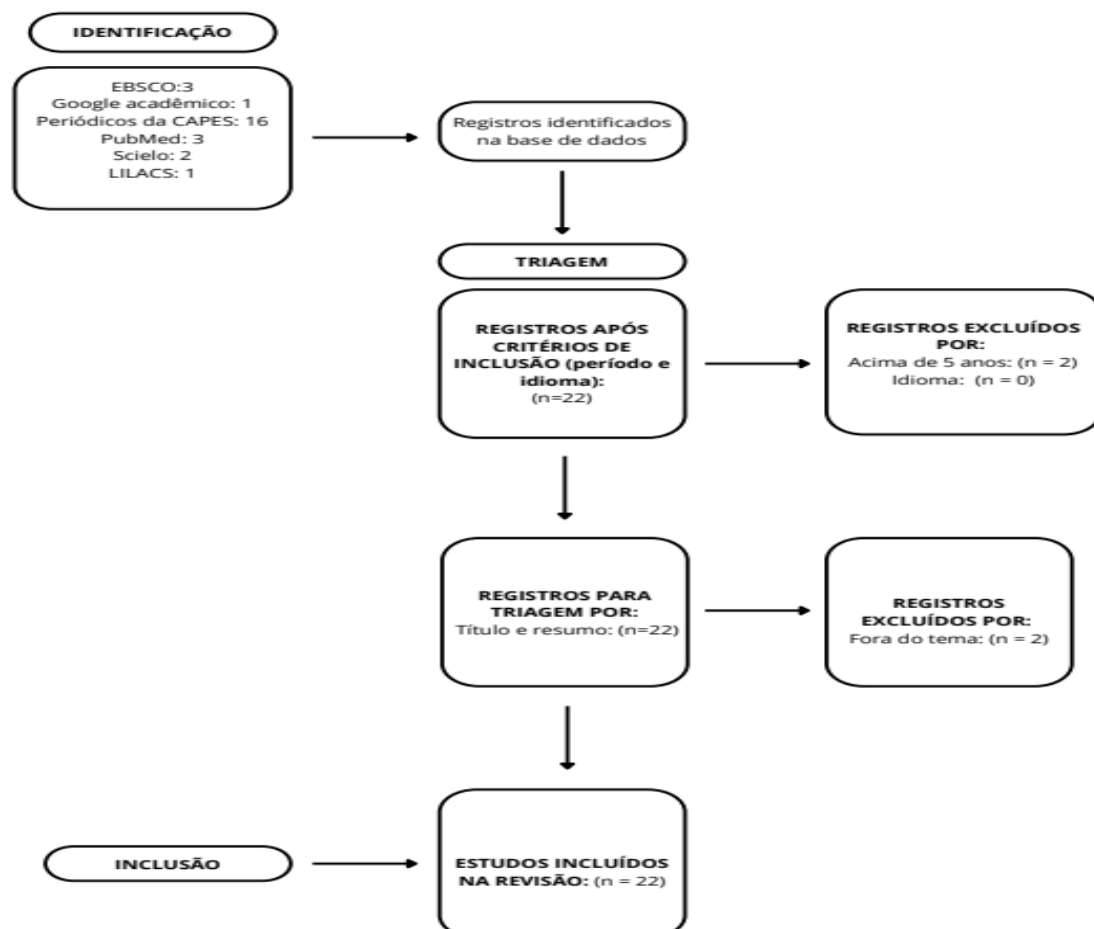 IDENTIFICAÇÃO
EBSCO:3
Google acadêmico: 1
Periódicos da CAPES: 16
PubMed: 3
Scielo: 2
LILACS: 1
Registros identificados
na base de dados
TRIAGEM
REGISTROS APÓS
CRITÉRIOS DE
INCLUSÃO (período e
idioma):
(n=22)
REGISTROS EXCLUÍDOS
POR:
Acima de 5 anos: (n = 2)
Idioma:  (n = 0)
REGISTROS PARA
TRIAGEM POR:
Título e resumo: (n=22)
REGISTROS
EXCLUÍDOS POR:
Fora do tema: (n = 2)
INCLUSÃO
ESTUDOS INCLUÍDOS
NA REVISÃO: (n = 22)